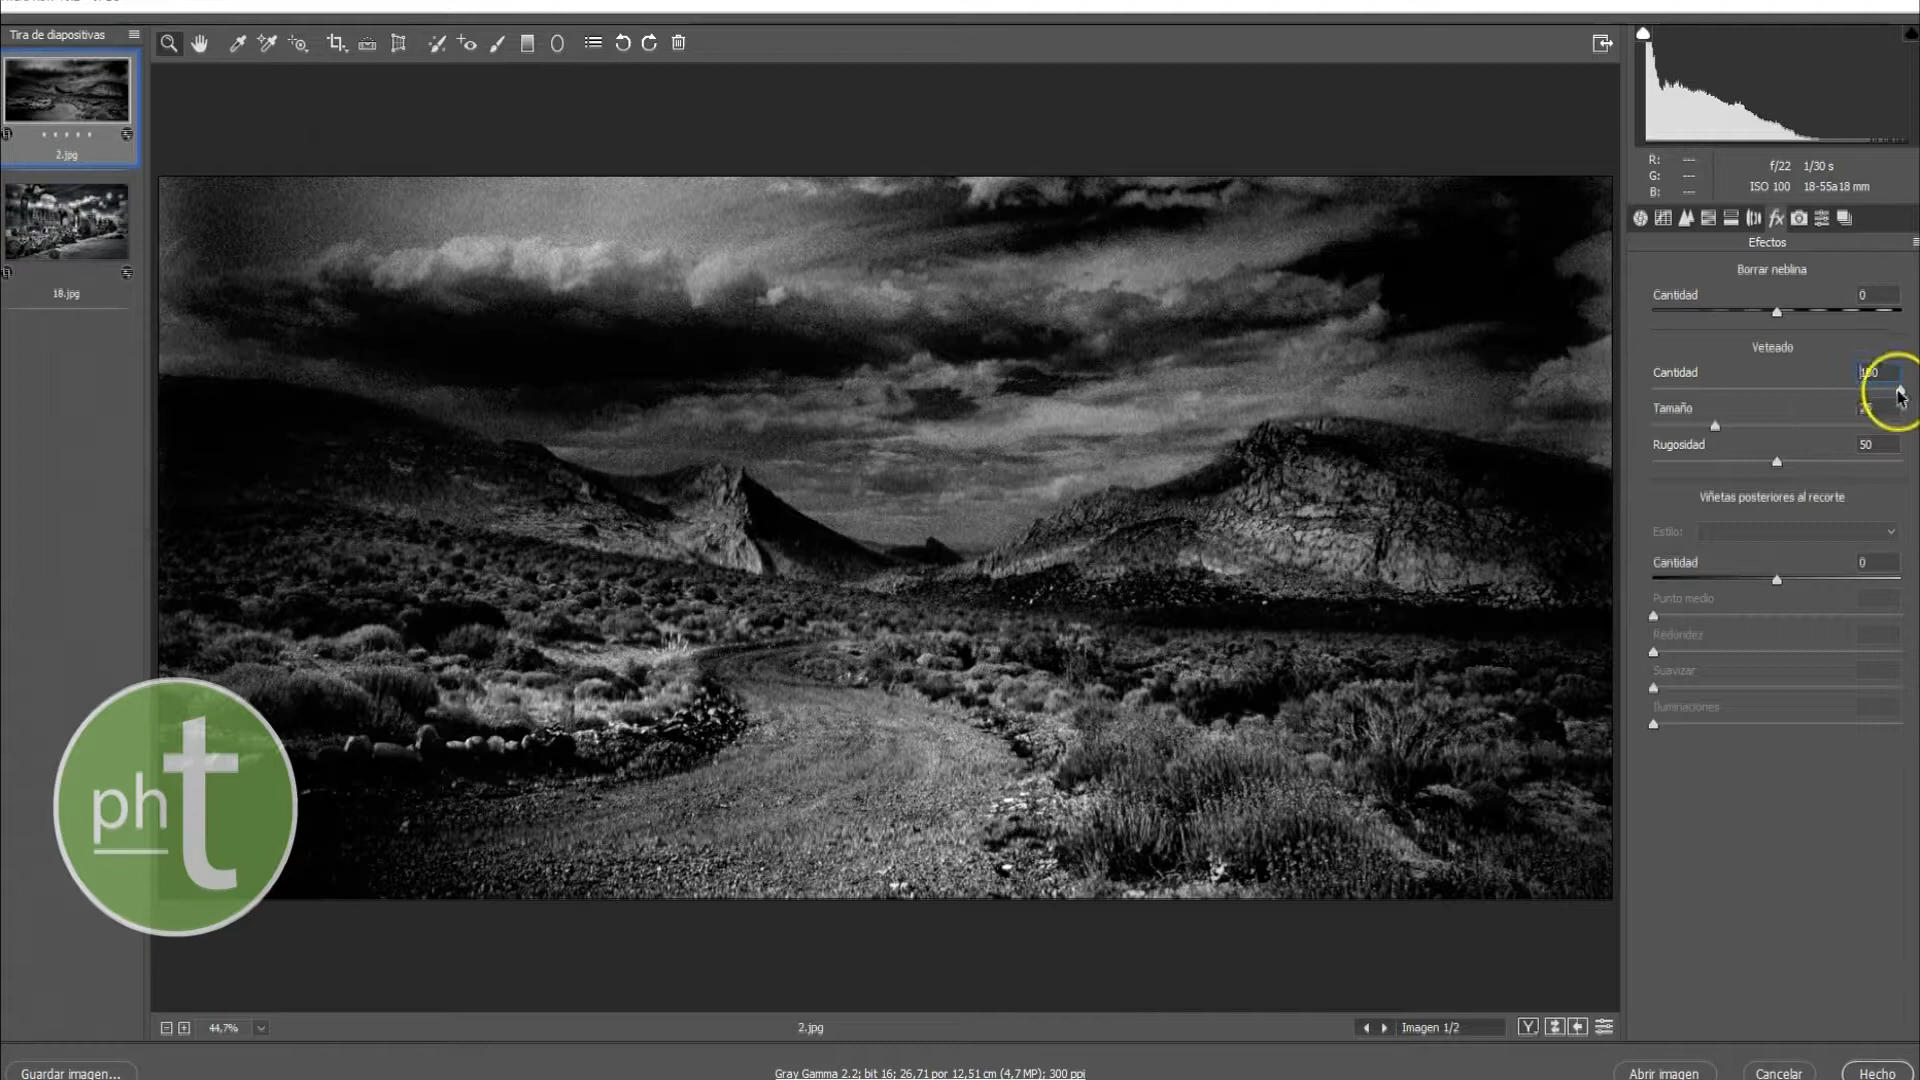 Tira de diapositivas
2.jpg
18.jpg
R: ---
G: ---
B: ---
f/22 1/30 s
ISO 100 18-55a18 mm
Efectos
Borrar neblina
Cantidad 0
Veteado
Cantidad 100
Tamaño
Rugosidad 50
Viñetas posteriores al recorte
Estilo:
Cantidad 0
Punto medio
Redondez
Suavizar
Iluminaciones
pht
44,7%
2.jpg
Imagen 1/2
Guardar imagen...
Gray Gamma 2.2; bit 16; 26,71 por 12,51 cm (4,7 MP); 300 ppi
Abrir imagen
Cancelar
Hecho